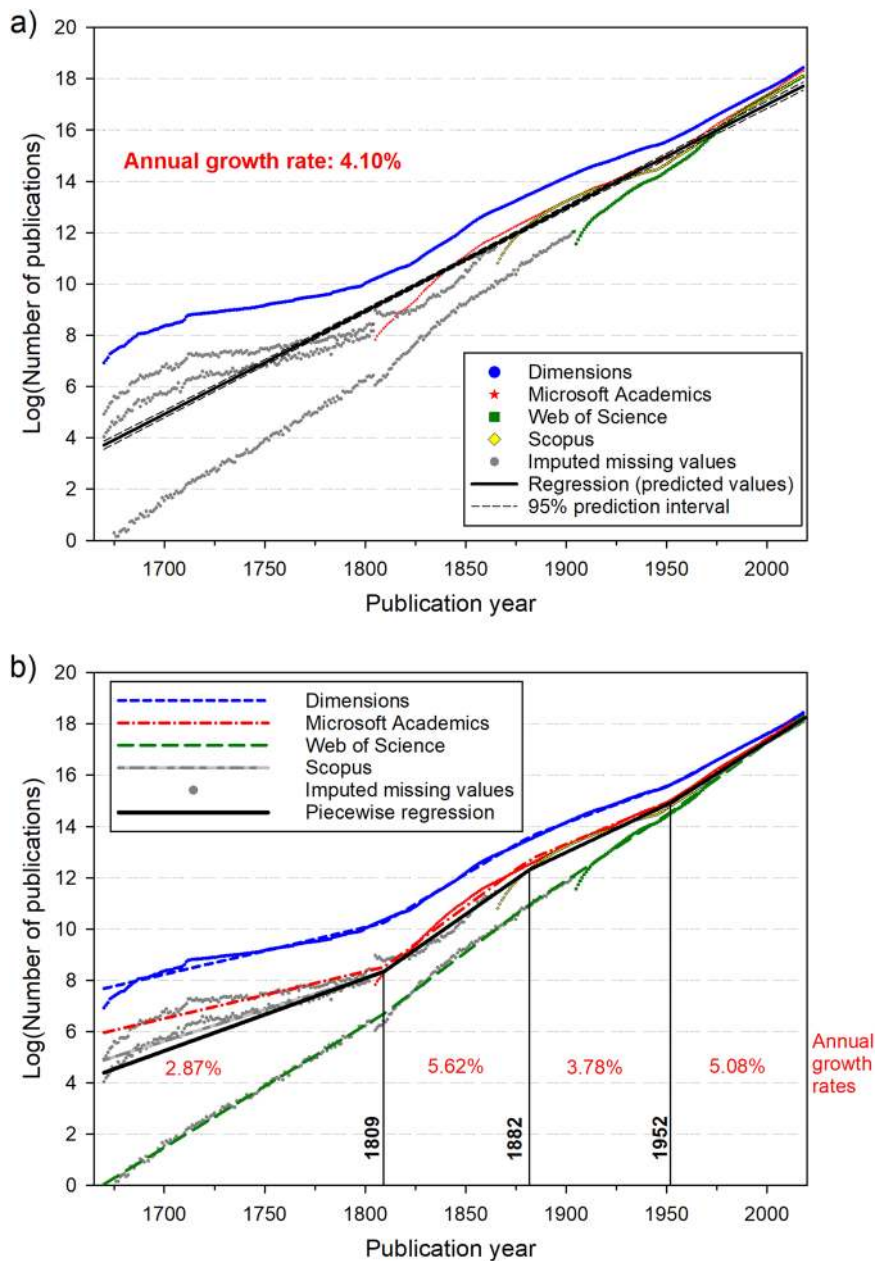 a)
20
18
16
14
12
10
8
6
4
2
0
Log(Number of publications)
Annual growth rate: 4.10%
Dimensions
Microsoft Academics
Web of Science
Scopus
Imputed missing values
Regression (predicted values)
95% prediction interval
1700 1750 1800 1850 1900 1950 2000
Publication year
b)
20
18
16
14
12
10
8
6
4
2
0
Log(Number of publications)
Dimensions
Microsoft Academics
Web of Science
Scopus
Imputed missing values
Piecewise regression
2.87% 5.62% 3.78% 5.08%
Annual
growth
rates
1809
1882
1952
1700 1750 1800 1850 1900 1950 2000
Publication year